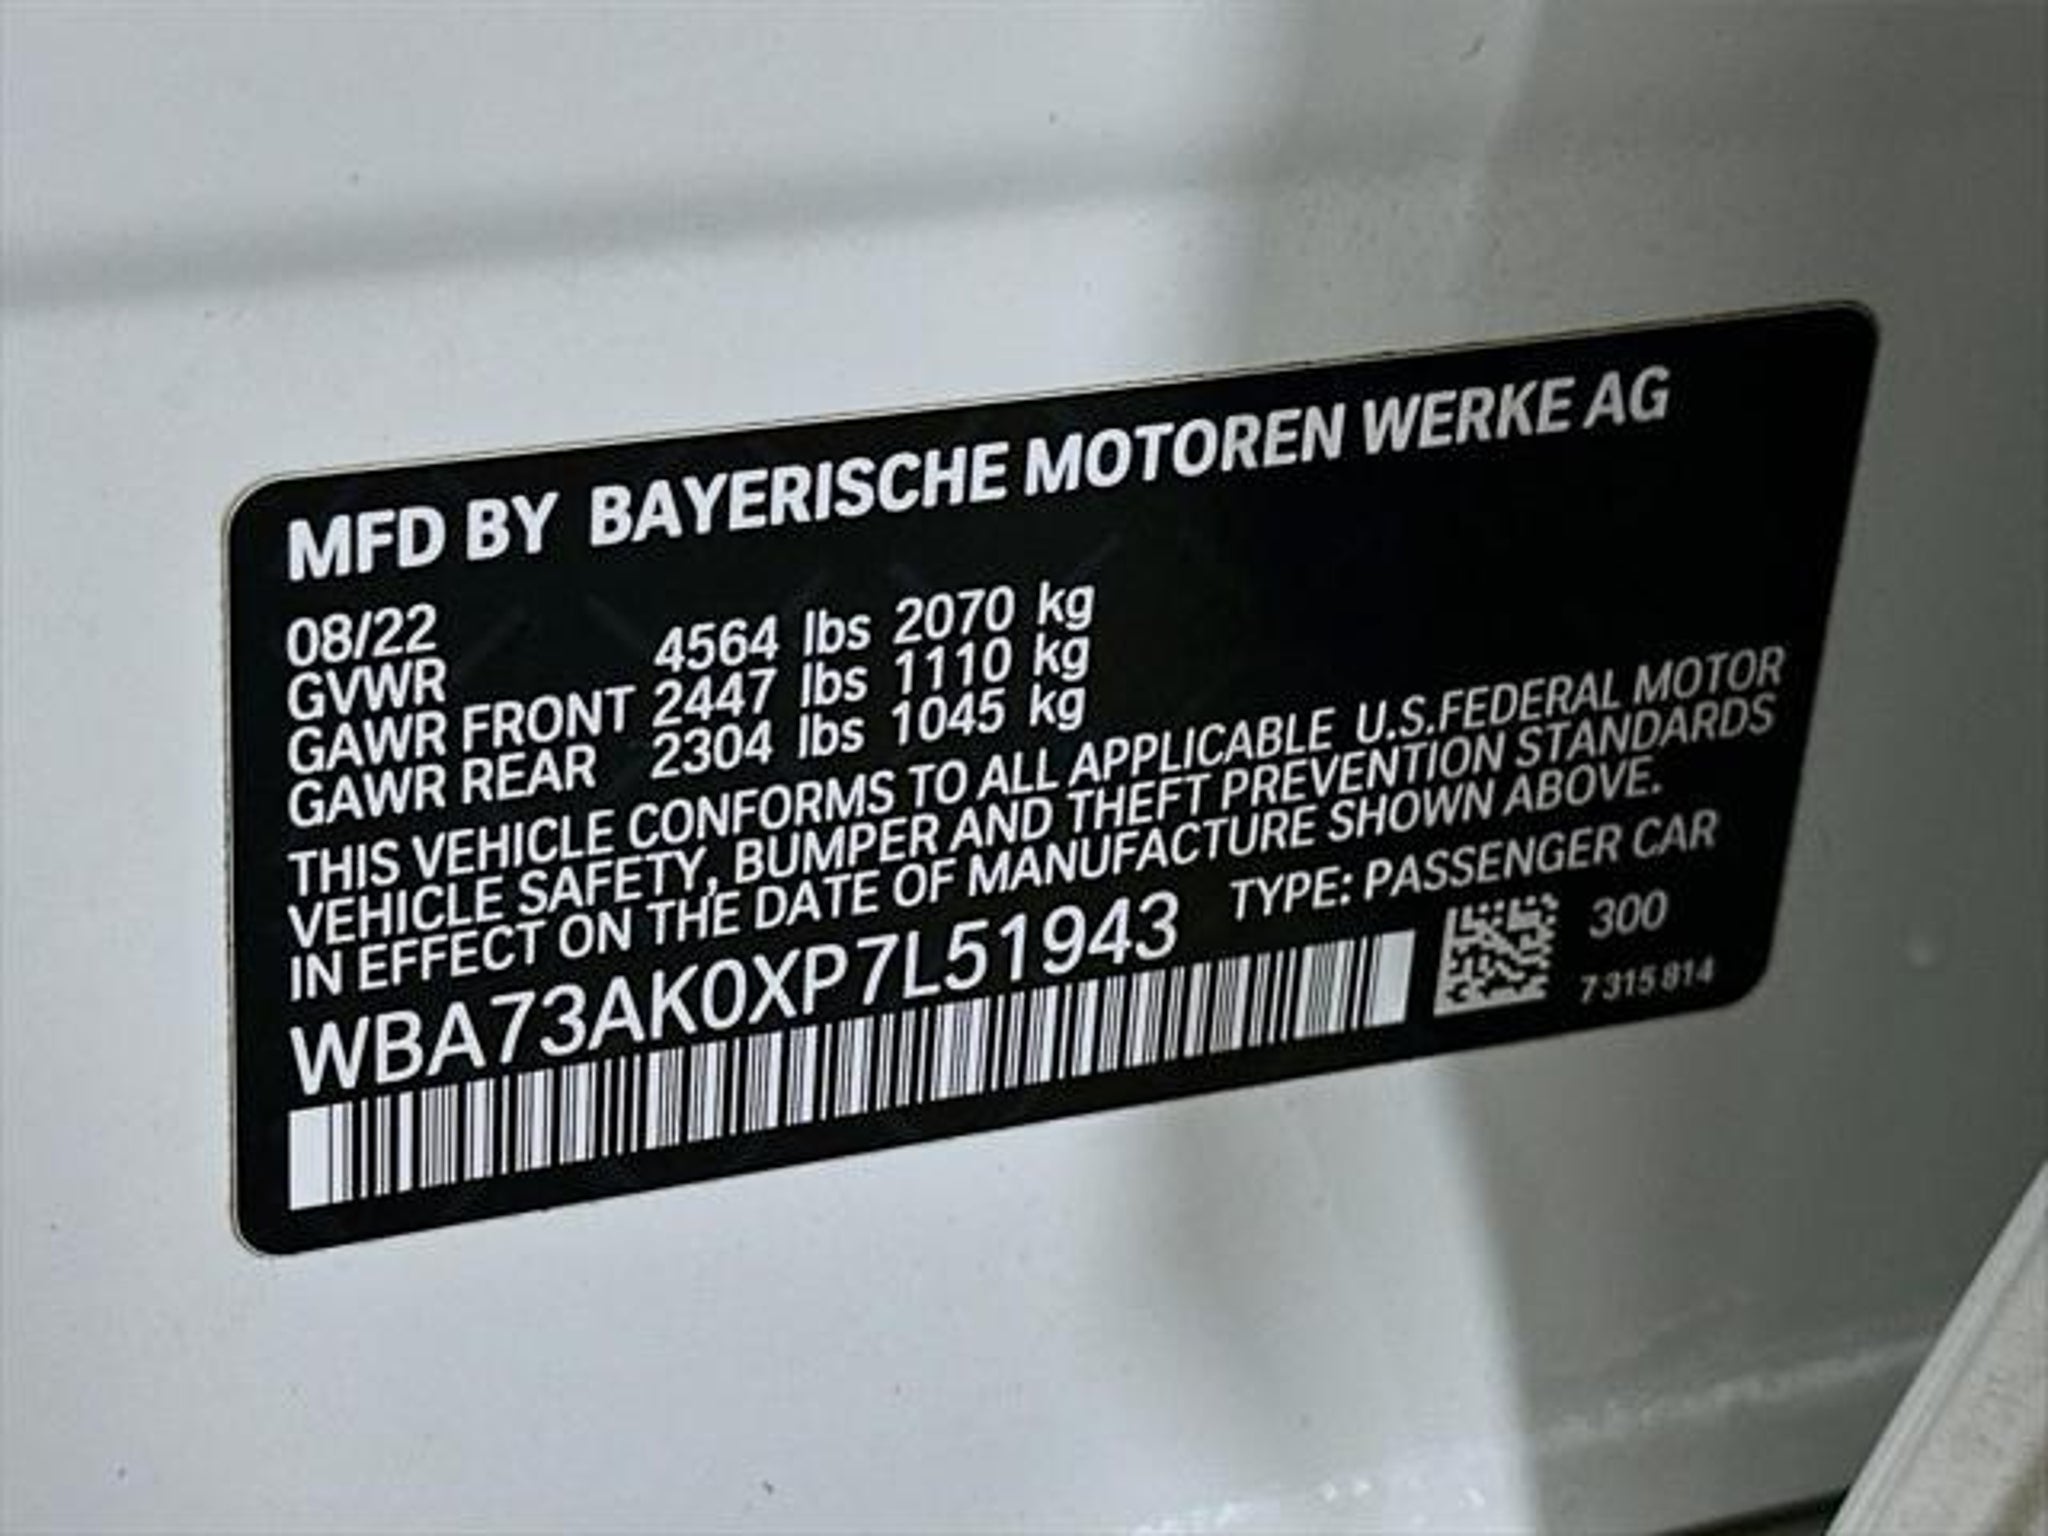 MFD BY BAYERISCHE MOTOREN WERKE AG
08/22
GVWR 4564 lbs 2070 kg
GAWR FRONT 2447 lbs 1110 kg
GAWR REAR 2304 lbs 1045 kg
THIS VEHICLE CONFORMS TO ALL APPLICABLE U.S.FEDERAL MOTOR
VEHICLE SAFETY, BUMPER AND THEFT PREVENTION STANDARDS
IN EFFECT ON THE DATE OF MANUFACTURE SHOWN ABOVE.
WBA73AK0XP7L51943 TYPE: PASSENGER CAR
300
7 315 814